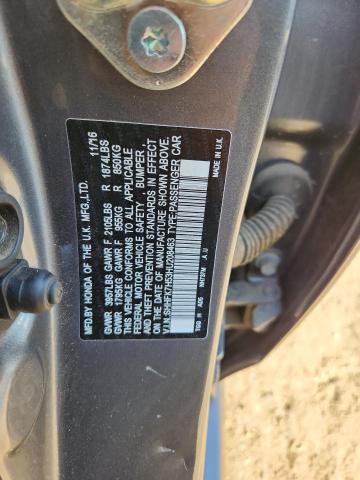 MFD. BY HONDA OF THE U.K. MFG.,LTD. 11/16
GVWR 3957LBS GAWR F 2105LBS R 1874LBS
GVWR 1795KG GAWR F 955KG R 850KG
THIS VEHICLE CONFORMS TO ALL APPLICABLE
FEDERAL MOTOR VEHICLE SAFETY , BUMPER ,
AND THEFT PREVENTION STANDARDS IN EFFECT
ON THE DATE OF MANUFACTURE SHOWN ABOVE.
V.I.N.:SHHFK7H53HU208463 TYPE:PASSENGER CAR
MADE IN U.K.